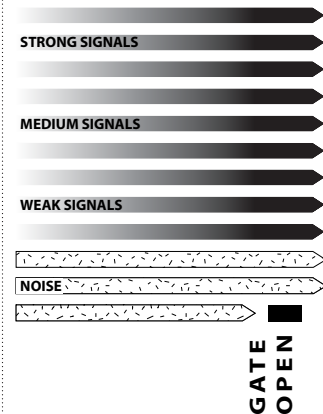 STRONG SIGNALS
MEDIUM SIGNALS
WEAK SIGNALS
NOISE
GATE
OPEN